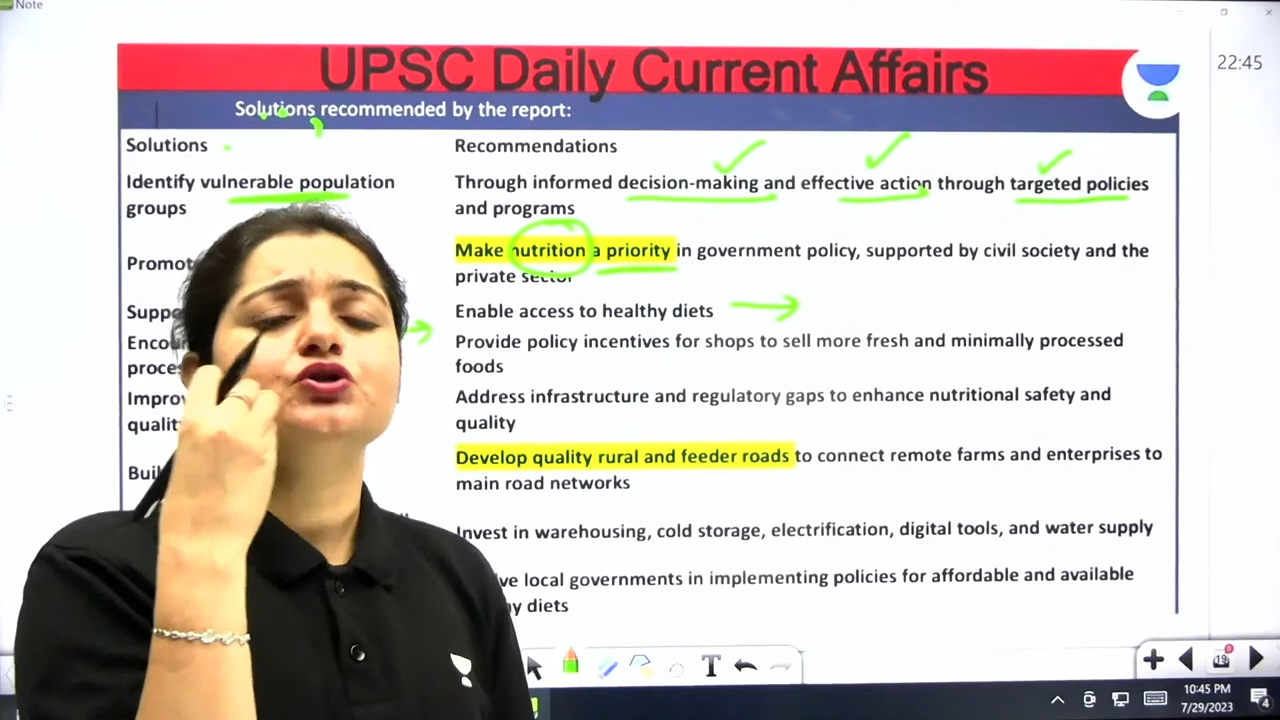 Note
UPSC Daily Current Affairs
22:45
Solutions recommended by the report:
Solutions
Recommendations
Identify vulnerable population
groups
Through informed decision-making and effective action through targeted policies
and programs
Make nutrition a priority in government policy, supported by civil society and the
private sector
Enable access to healthy diets
Provide policy incentives for shops to sell more fresh and minimally processed
foods
Address infrastructure and regulatory gaps to enhance nutritional safety and
quality
Develop quality rural and feeder roads to connect remote farms and enterprises to
main road networks
Invest in warehousing, cold storage, electrification, digital tools, and water supply
local governments in implementing policies for affordable and available
diets
T
19
10:45 PM
7/29/2023
4